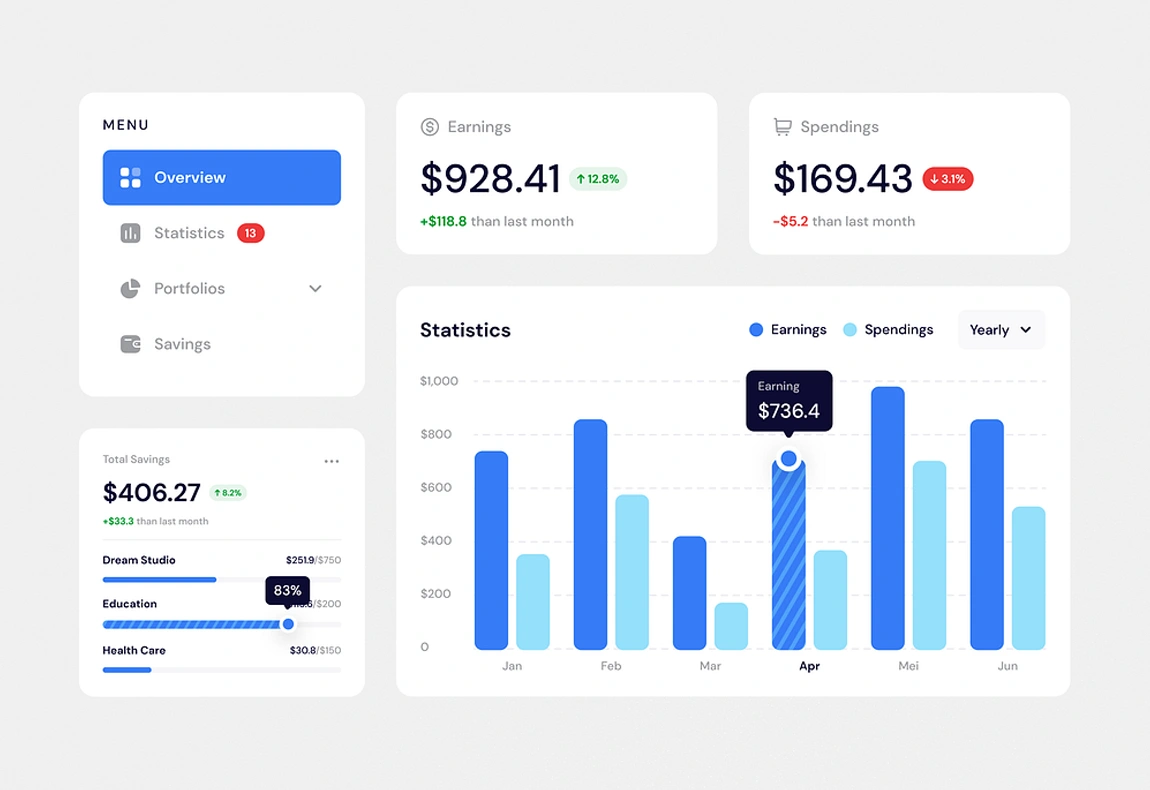 MENU
Overview
Statistics 13
Portfolios
Savings
Earnings
$928.41 ↑ 12.8%
+$118.8 than last month
Spendings
$169.43 ↓ 3.1%
-$5.2 than last month
Total Savings
$406.27 ↑ 8.2%
+$33.3 than last month
Dream Studio $251.9/$750
83%
Education /$200
Health Care $30.8/$150
Statistics
Earnings Spendings Yearly
$1,000
$800
$600
$400
$200
0
Earning
$736.4
Jan Feb Mar Apr Mei Jun